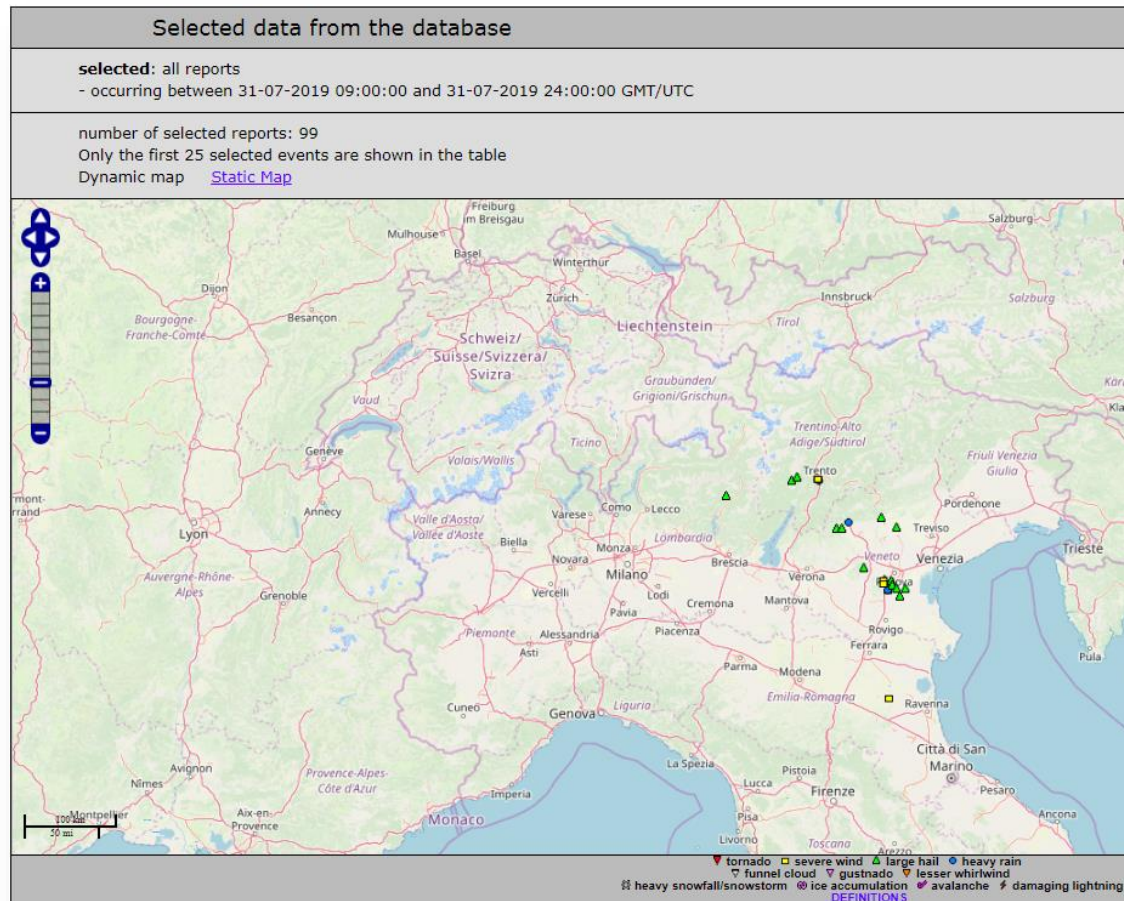 Selected data from the database
selected: all reports
- occurring between 31-07-2019 09:00:00 and 31-07-2019 24:00:00 GMT/UTC
number of selected reports: 99
Only the first 25 selected events are shown in the table
Dynamic map Static Map
Freiburg
im Breisgau
Mulhouse
Basel
Salzburg
Winterthur
Dijon
Zürich
Innsbruck
Salzburg
Besançon
Bourgogne-
Franche-Comté
Liechtenstein
Tirol
Schweiz/
Suisse/Svizzera/
Svizra
Graubünden/
Grigioni/Grischun
Vaud
Trentino-Alto
Adige/Südtirol
Ticino
Genève
Valais/Wallis
Friuli Venezia
Giulia
Trento
Annecy
Pordenone
Lyon
Valle d'Aosta/
Vallée d'Aoste
Varese
Como
Lecco
Treviso
Biella
Lombardia
Trieste
Monza
Novara
Milano
Brescia
Verona
Veneto
Venezia
Auvergne-Rhône-
Alpes
Vercelli
Lodi
Grenoble
Pavia
Cremona
Mantova
Rovigo
Piemonte
Alessandria
Piacenza
Ferrara
Asti
Pula
Parma
Modena
Emilia-Romagna
Ravenna
Cuneo
Genova
Liguria
Città di San
Marino
La Spezia
Avignon
Provence-Alpes-
Côte d'Azur
Pistoia
Nîmes
Imperia
Lucca
Firenze
Pesaro
100 km
50 mi
Montpellier
Aix-en-
Provence
Monaco
Pisa
Ancona
Livorno
Toscana
Arezzo
tornado severe wind large hail heavy rain
funnel cloud gustnado lesser whirlwind
heavy snowfall/snowstorm ice accumulation avalanche damaging lightning
DEFINITIONS